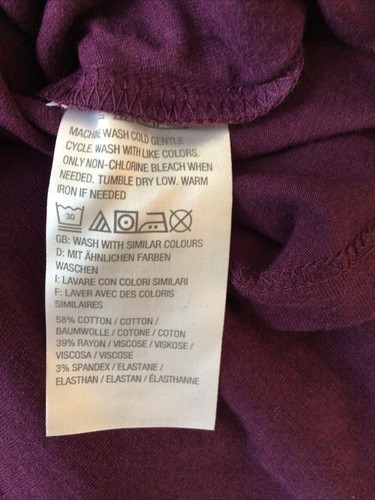 MACHINE WASH COLD GENTLE
CYCLE. WASH WITH LIKE COLORS.
ONLY NON-CHLORINE BLEACH WHEN
NEEDED. TUMBLE DRY LOW. WARM
IRON IF NEEDED
30
GB: WASH WITH SIMILAR COLOURS
D: MIT ÄHNLICHEN FARBEN
WASCHEN
I: LAVARE CON COLORI SIMILARI
F: LAVER AVEC DES COLORIS
SIMILAIRES
58% COTTON / COTTON /
BAUMWOLLE / COTONE / COTON
39% RAYON / VISCOSE / VISKOSE /
VISCOSA / VISCOSE
3% SPANDEX / ELASTANE /
ELASTHAN / ELASTAN / ÉLASTHANNE